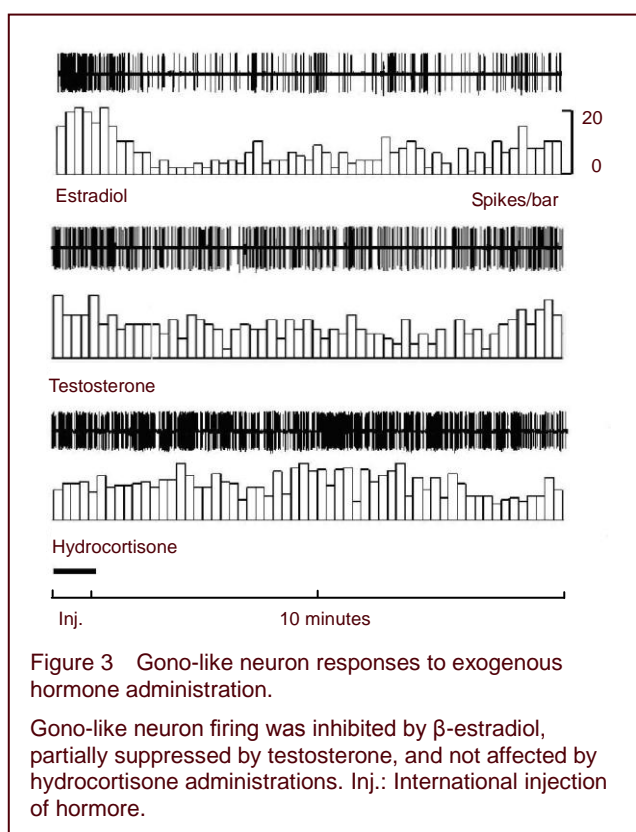 20
0
Estradiol Spikes/bar
Testosterone
Hydrocortisone
Inj. 10 minutes
Figure 3 Gono-like neuron responses to exogenous
hormone administration.
Gono-like neuron firing was inhibited by β-estradiol,
partially suppressed by testosterone, and not affected by
hydrocortisone administrations. Inj.: International injection
of hormore.